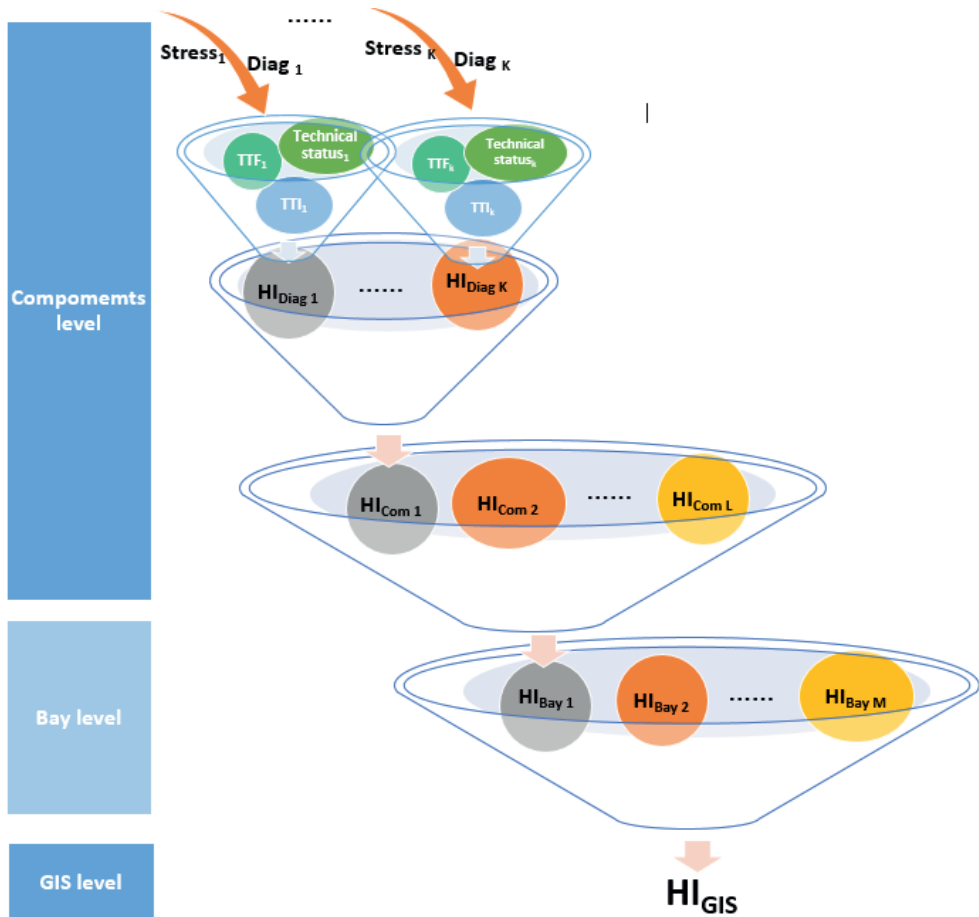 ......
Stress1 Diag 1
Stress K Diag K
TTF1
Technical
status1
TTI1
TTFk
Technical
statusk
TTIk
Compomemts
level
HIDiag 1
......
HIDiag K
HICom 1
HICom 2
......
HICom L
Bay level
HIBay 1
HIBay 2
......
HIBay M
GIS level
HIGIS